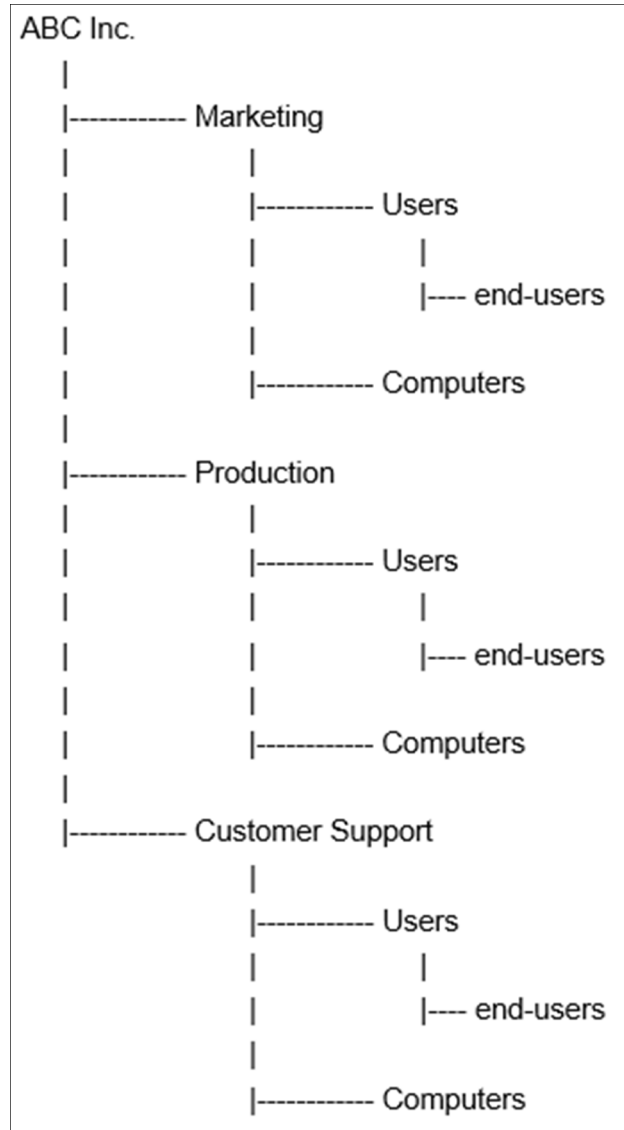 ABC Inc.
|
|------------ Marketing
| |
| |------------ Users
| | |
| | |---- end-users
| |
| |------------ Computers
|
|------------ Production
| |
| |------------ Users
| | |
| | |---- end-users
| |
| |------------ Computers
|
|------------ Customer Support
|
|------------ Users
| |
| |---- end-users
|
|------------ Computers